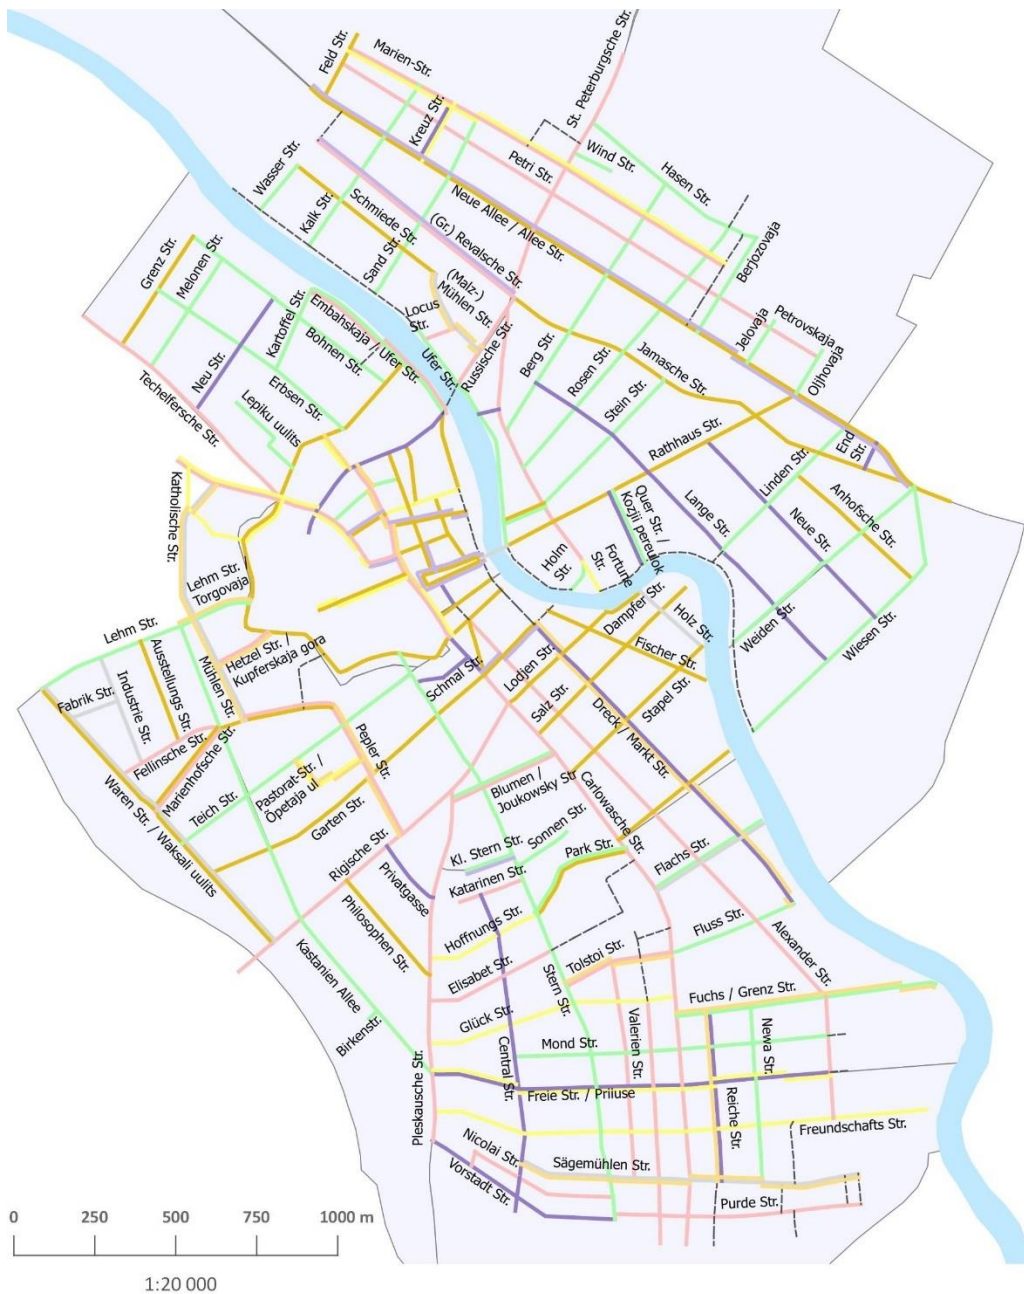 Feld Str.
Marien-Str.
St. Peterburgsche Str.
Kreuz Str.
Petri Str.
Wind Str.
Hasen Str.
Wasser Str.
Kalk Str.
Schmiede Str.
Sand Str.
Neue Allee / Allee Str.
(Gr.) Revalsche Str.
Berjozovaja
Grenz Str.
Melonen Str.
Kartoffel Str.
Embahskaja / Ufer Str.
Bohnen Str.
Locus
Str.
(Malz-)
Mühlen Str.
Ufer Str.
Russische Str.
Berg Str.
Rosen Str.
Stein Str.
Jamasche Str.
Jelovaja
Petrovskaja
Oljhovaja
Neu Str.
Erbsen Str.
Techelfersche Str.
Lepiku uulits
Rathhaus Str.
End
Str.
Linden Str.
Anhofsche Str.
Lange Str.
Neue Str.
Quer Str. /
Kozjii pereulok
Katholische Str.
Holm
Str.
Fortune
Str.
Lehm Str. /
Torgovaja
Dampfer Str.
Holz Str.
Weiden Str.
Wiesen Str.
Lehm Str.
Hetzel Str. /
Kupferskaja gora
Fischer Str.
Ausstellungs Str.
Mühlen Str.
Schmal Str.
Lodjen Str.
Salz Str.
Stapel Str.
Fabrik Str.
Industrie Str.
Dreck / Markt Str.
Fellinsche Str.
Marienhofsche Str.
Pepler Str.
Pastorat-Str. /
Õpetaja ul
Waren Str. / Waksali uulits
Teich Str.
Garten Str.
Blumen /
Joukowsky Str
Carlowasche Str.
Sonnen Str.
Kl. Stern Str.
Park Str.
Flachs Str.
Rigische Str.
Privatgasse
Katarinen Str.
Philosophen Str.
Hoffnungs Str.
Fluss Str.
Alexander Str.
Kastanien Allee
Elisabet Str.
Tolstoi Str.
Stern Str.
Fuchs / Grenz Str.
Birkenstr.
Glück Str.
Valerien Str.
Newa Str.
Mond Str.
Pleskausche Str.
Central Str.
Freie Str. / Priiuse
Reiche Str.
Freundschafts Str.
Nicolai Str.
Sägemühlen Str.
Vorstadt Str.
Purde Str.
0 250 500 750 1000 m
1:20 000